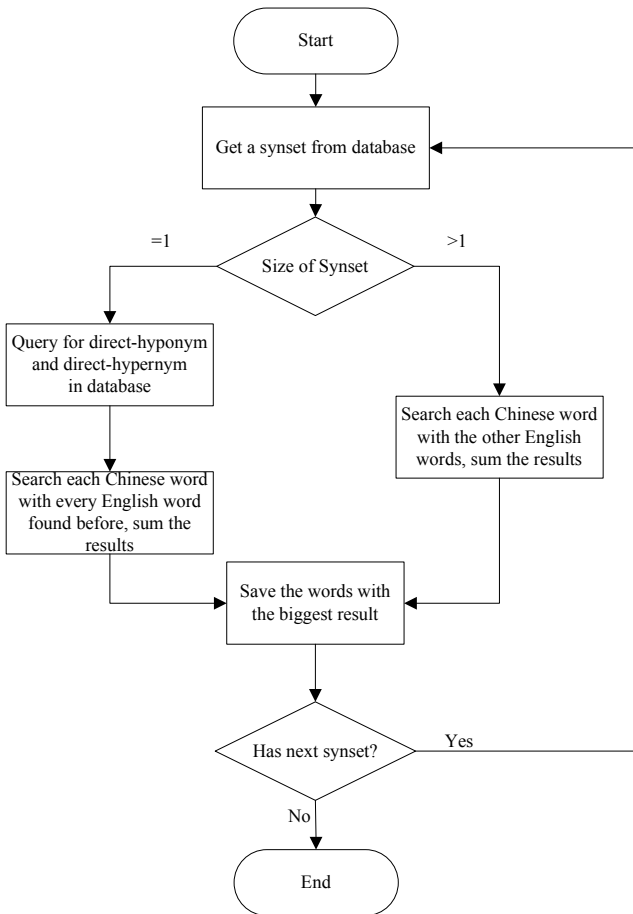 Start
Get a synset from database
=1
>1
Size of Synset
Query for direct-hyponym
and direct-hypernym
in database
Search each Chinese word
with the other English
words, sum the results
Search each Chinese word
with every English word
found before, sum the
results
Save the words with
the biggest result
Has next synset?
Yes
No
End